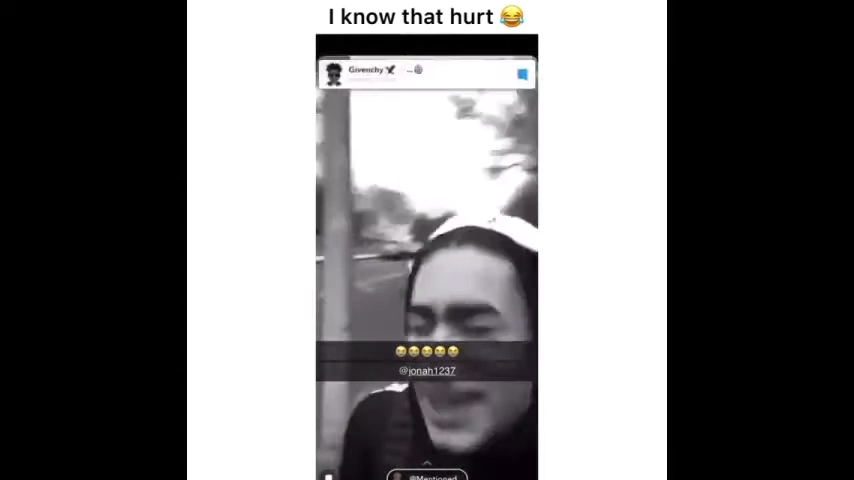 I know that hurt 😂
Givenchy 🕊 ...
😭😭😭😭😭
@jonah1237
@Mentioned